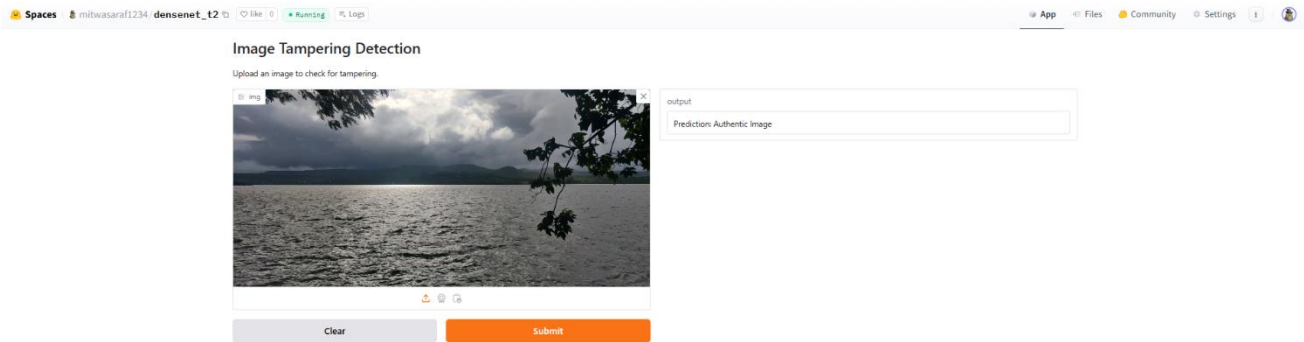 Spaces mitwasaraf1234/densenet_t2 like 0 Running Logs App Files Community Settings
Image Tampering Detection
Upload an image to check for tampering.
img
output
Prediction: Authentic Image
Clear Submit